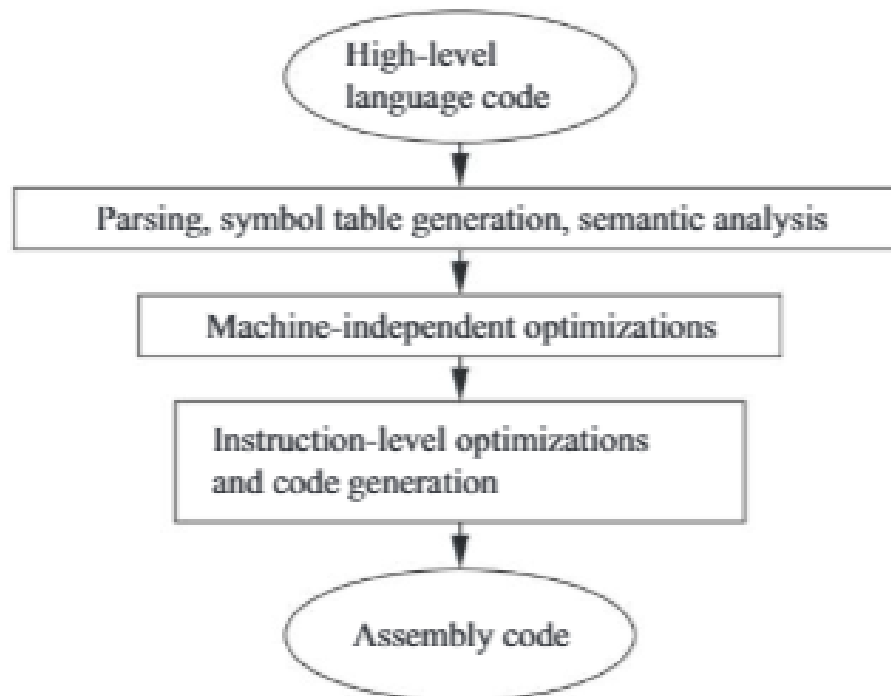 High-level
language code
Parsing, symbol table generation, semantic analysis
Machine-independent optimizations
Instruction-level optimizations
and code generation
Assembly code